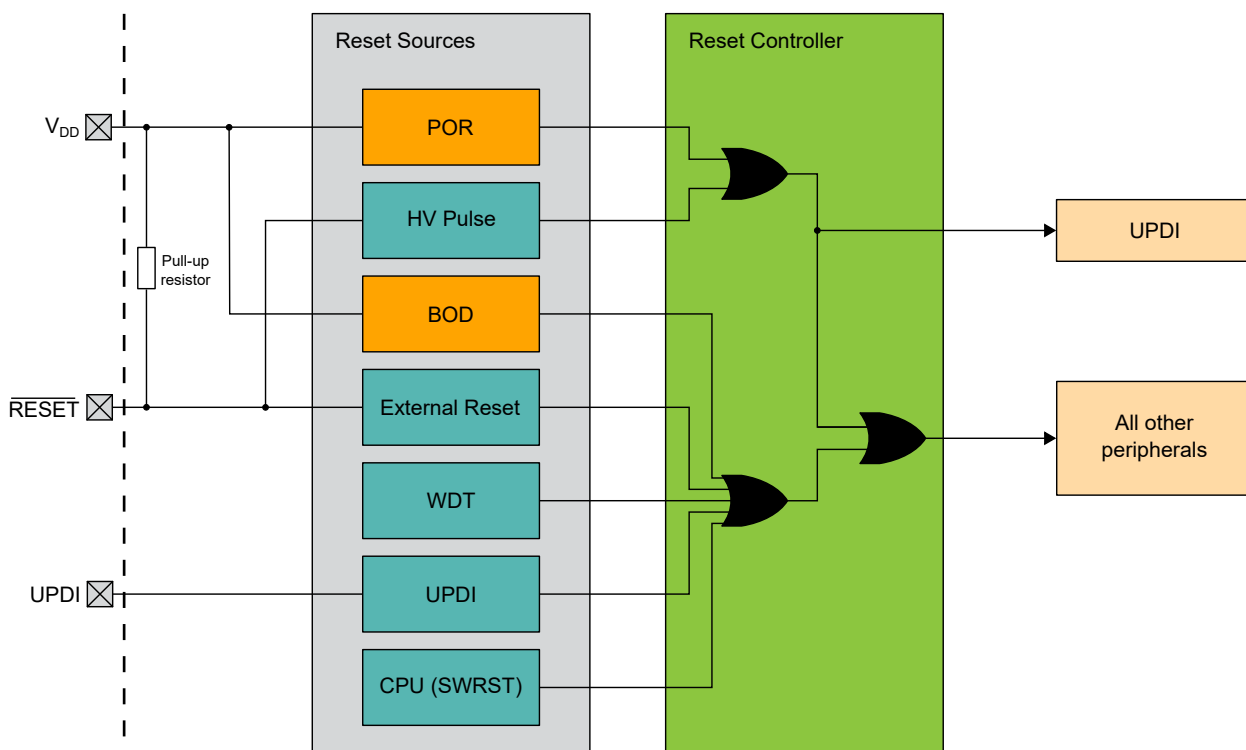 Reset Sources
Reset Controller
VDD
POR
HV Pulse
UPDI
Pull-up
resistor
BOD
RESET
External Reset
All other
peripherals
WDT
UPDI
UPDI
CPU (SWRST)